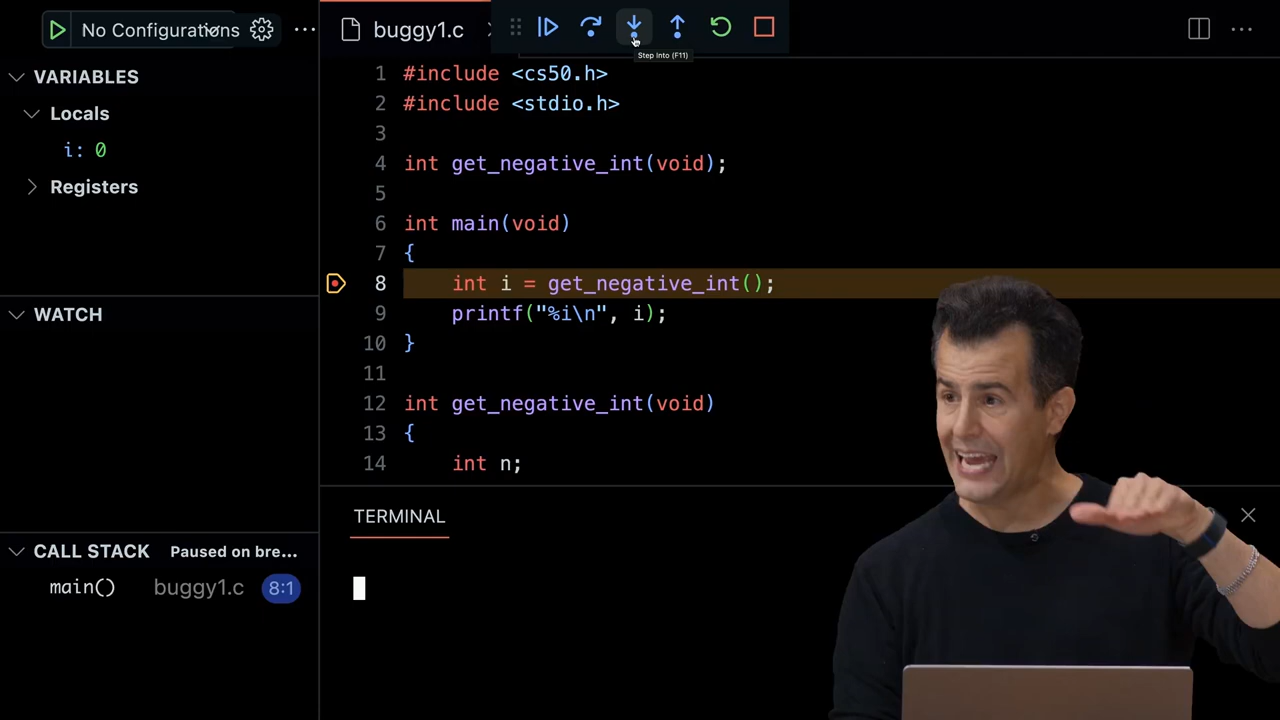 No Configurations
buggy1.c
Step Into (F11)
VARIABLES
Locals
i: 0
Registers
WATCH
CALL STACK Paused on bre...
main() buggy1.c 8:1
1 #include <cs50.h>
2 #include <stdio.h>
3
4 int get_negative_int(void);
5
6 int main(void)
7 {
8 int i = get_negative_int();
9 printf("%i\n", i);
10 }
11
12 int get_negative_int(void)
13 {
14 int n;
TERMINAL